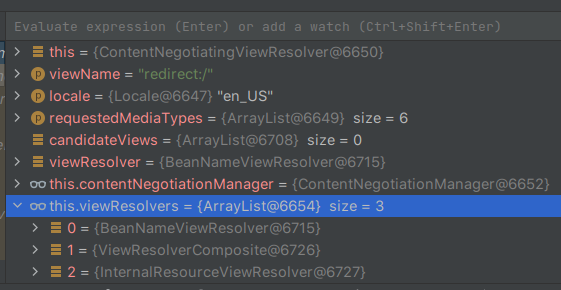 Evaluate expression (Enter) or add a watch (Ctrl+Shift+Enter)
this = {ContentNegotiatingViewResolver@6650}
viewName = "redirect:/"
locale = {Locale@6647} "en_US"
requestedMediaTypes = {ArrayList@6649} size = 6
candidateViews = {ArrayList@6708} size = 0
viewResolver = {BeanNameViewResolver@6715}
this.contentNegotiationManager = {ContentNegotiationManager@6652}
this.viewResolvers = {ArrayList@6654} size = 3
0 = {BeanNameViewResolver@6715}
1 = {ViewResolverComposite@6726}
2 = {InternalResourceViewResolver@6727}